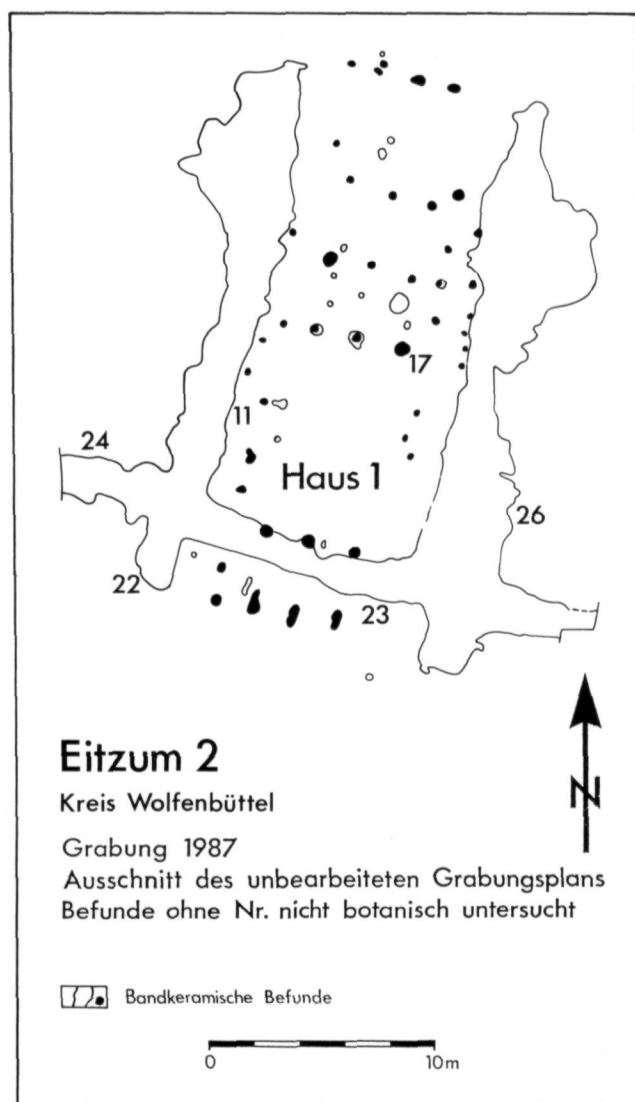 17
11
24
Haus 1
26
22
23
Eitzum 2
Kreis Wolfenbüttel
N
Grabung 1987
Ausschnitt des unbearbeiteten Grabungsplans
Befunde ohne Nr. nicht botanisch untersucht
Bandkeramische Befunde
0 10m